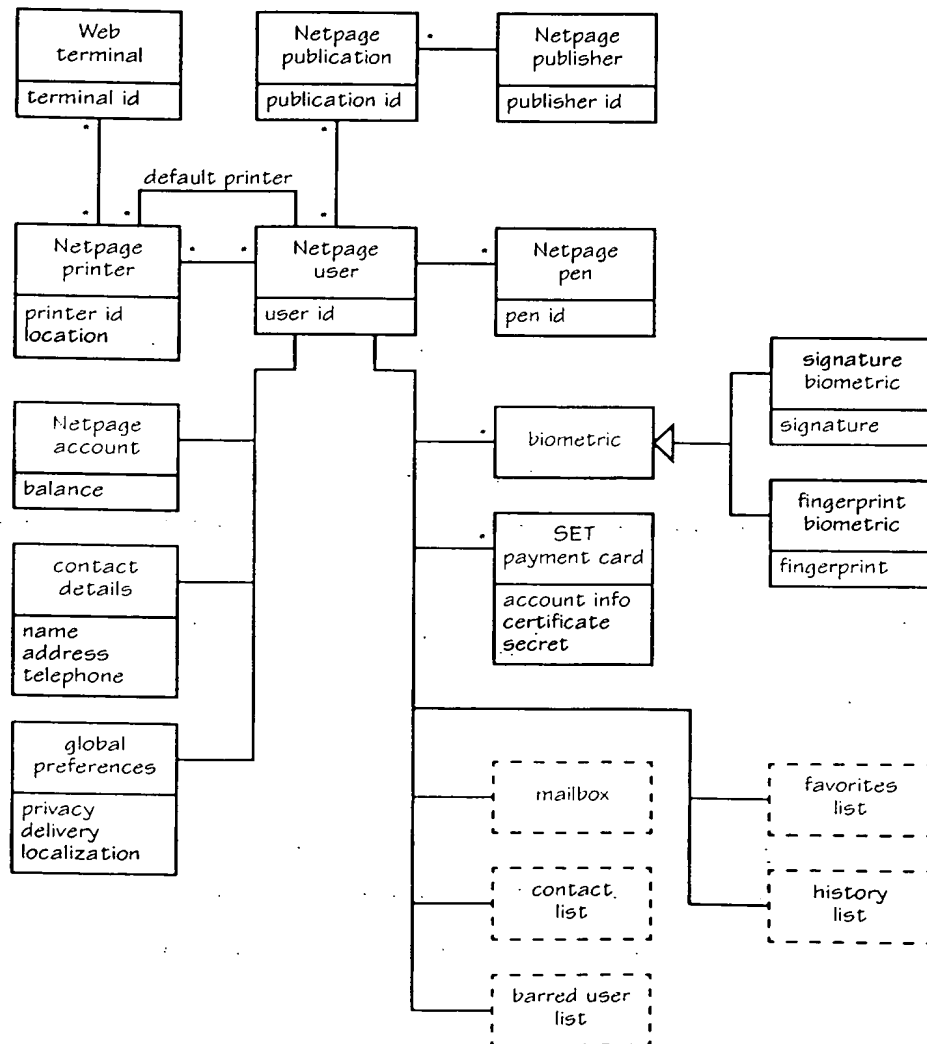 Web
terminal
terminal id
Netpage
publication
publication id
Netpage
publisher
publisher id
default printer
Netpage
printer
printer id
location
Netpage
user
user id
Netpage
pen
pen id
Netpage
account
balance
biometric
signature
biometric
signature
fingerprint
biometric
fingerprint
SET
payment card
account info
certificate
secret
contact
details
name
address
telephone
global
preferences
privacy
delivery
localization
mailbox
favorites
list
contact
list
history
list
barred user
list